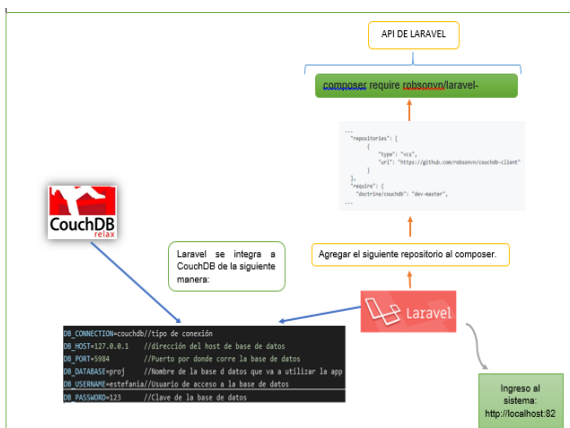 API DE LARAVEL
composer require robsonvn/laravel-
...
"repositories": [
{
"type": "vcs",
"url": "https://github.com/robsonvn/couchdb-client"
}
],
"require": [
"doctrine/couchdb": "dev-master",
...
CouchDB
relax
Laravel se integra a
CouchDB de la siguiente
manera:
Agregar el siguiente repositorio al composer.
Laravel
DB_CONNECTION=couchdb//tipo de conexión
DB_HOST=127.0.0.1 //dirección del host de base de datos
DB_PORT=5984 //Puerto por donde corre la base de datos
DB_DATABASE=proj //Nombre de la base d datos que va a utilizar la app
DB_USERNAME=estefania//Usuario de acceso a la base de datos
DB_PASSWORD=123 //Clave de la base de datos
Ingreso al
sistema:
http://localhost:82